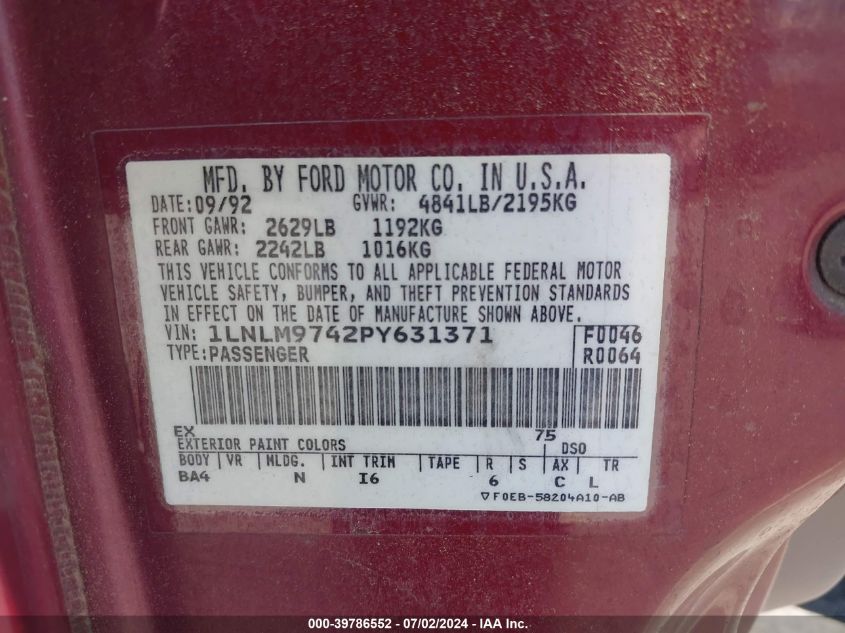 MFD. BY FORD MOTOR CO. IN U.S.A.
DATE: 09/92 GVWR: 4841LB/2195KG
FRONT GAWR: 2629LB 1192KG
REAR GAWR: 2242LB 1016KG
THIS VEHICLE CONFORMS TO ALL APPLICABLE FEDERAL MOTOR
VEHICLE SAFETY, BUMPER, AND THEFT PREVENTION STANDARDS
IN EFFECT ON THE DATE OF MANUFACTURE SHOWN ABOVE.
VIN: 1LNLM9742PY631371 F0046
TYPE: PASSENGER R0064
EX 75
EXTERIOR PAINT COLORS DSO
BODY VR MLDG. INT TRIM TAPE R S AX TR
BA4 N I6 6 C L
▽F0EB-58204A10-AB
000-39786552 - 07/02/2024 - IAA Inc.